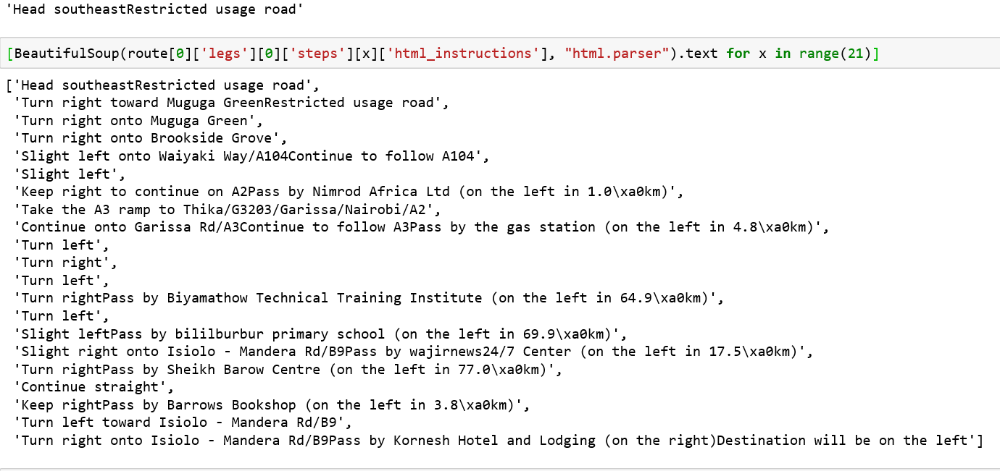 'Head southeastRestricted usage road'
[BeautifulSoup(route[0]['legs'][0]['steps'][x]['html_instructions'], "html.parser").text for x in range(21)]
['Head southeastRestricted usage road',
'Turn right toward Muguga GreenRestricted usage road',
'Turn right onto Muguga Green',
'Turn right onto Brookside Grove',
'Slight left onto Waiyaki Way/A104Continue to follow A104',
'Slight left',
'Keep right to continue on A2Pass by Nimrod Africa Ltd (on the left in 1.0\xa0km)',
'Take the A3 ramp to Thika/G3203/Garissa/Nairobi/A2',
'Continue onto Garissa Rd/A3Continue to follow A3Pass by the gas station (on the left in 4.8\xa0km)',
'Turn left',
'Turn right',
'Turn left',
'Turn rightPass by Biyamathow Technical Training Institute (on the left in 64.9\xa0km)',
'Turn left',
'Slight leftPass by bililburbur primary school (on the left in 69.9\xa0km)',
'Slight right onto Isiolo - Mandera Rd/B9Pass by wajirnews24/7 Center (on the left in 17.5\xa0km)',
'Turn rightPass by Sheikh Barow Centre (on the left in 77.0\xa0km)',
'Continue straight',
'Keep rightPass by Barrows Bookshop (on the left in 3.8\xa0km)',
'Turn left toward Isiolo - Mandera Rd/B9',
'Turn right onto Isiolo - Mandera Rd/B9Pass by Kornesh Hotel and Lodging (on the right)Destination will be on the left']